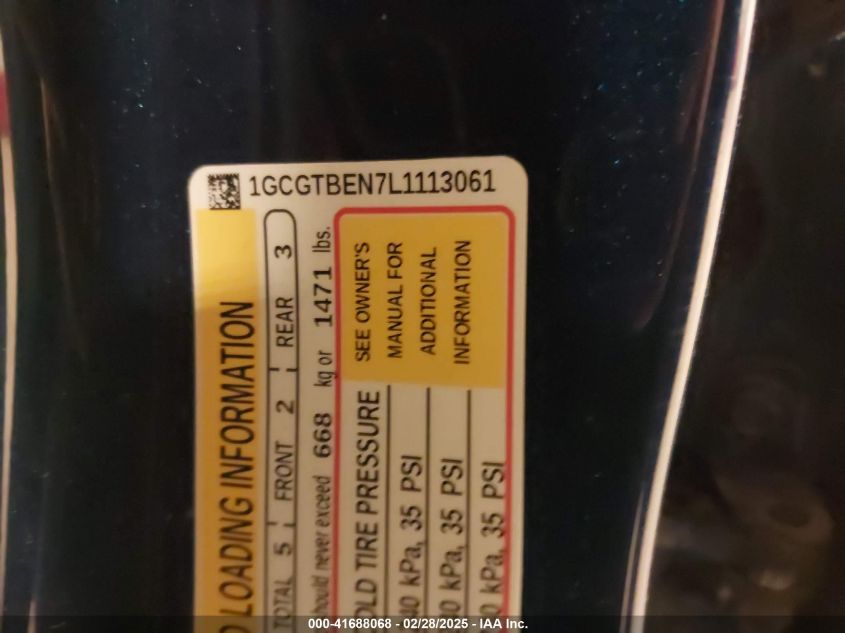 1GCGTBEN7L1113061
LOADING INFORMATION
TOTAL 5 FRONT 2 REAR 3
should never exceed 668 kg or 1471 lbs.
COLD TIRE PRESSURE
kPa, 35 PSI
kPa, 35 PSI
kPa, 35 PSI
SEE OWNER'S
MANUAL FOR
ADDITIONAL
INFORMATION
000-41688068 - 02/28/2025 - IAA Inc.